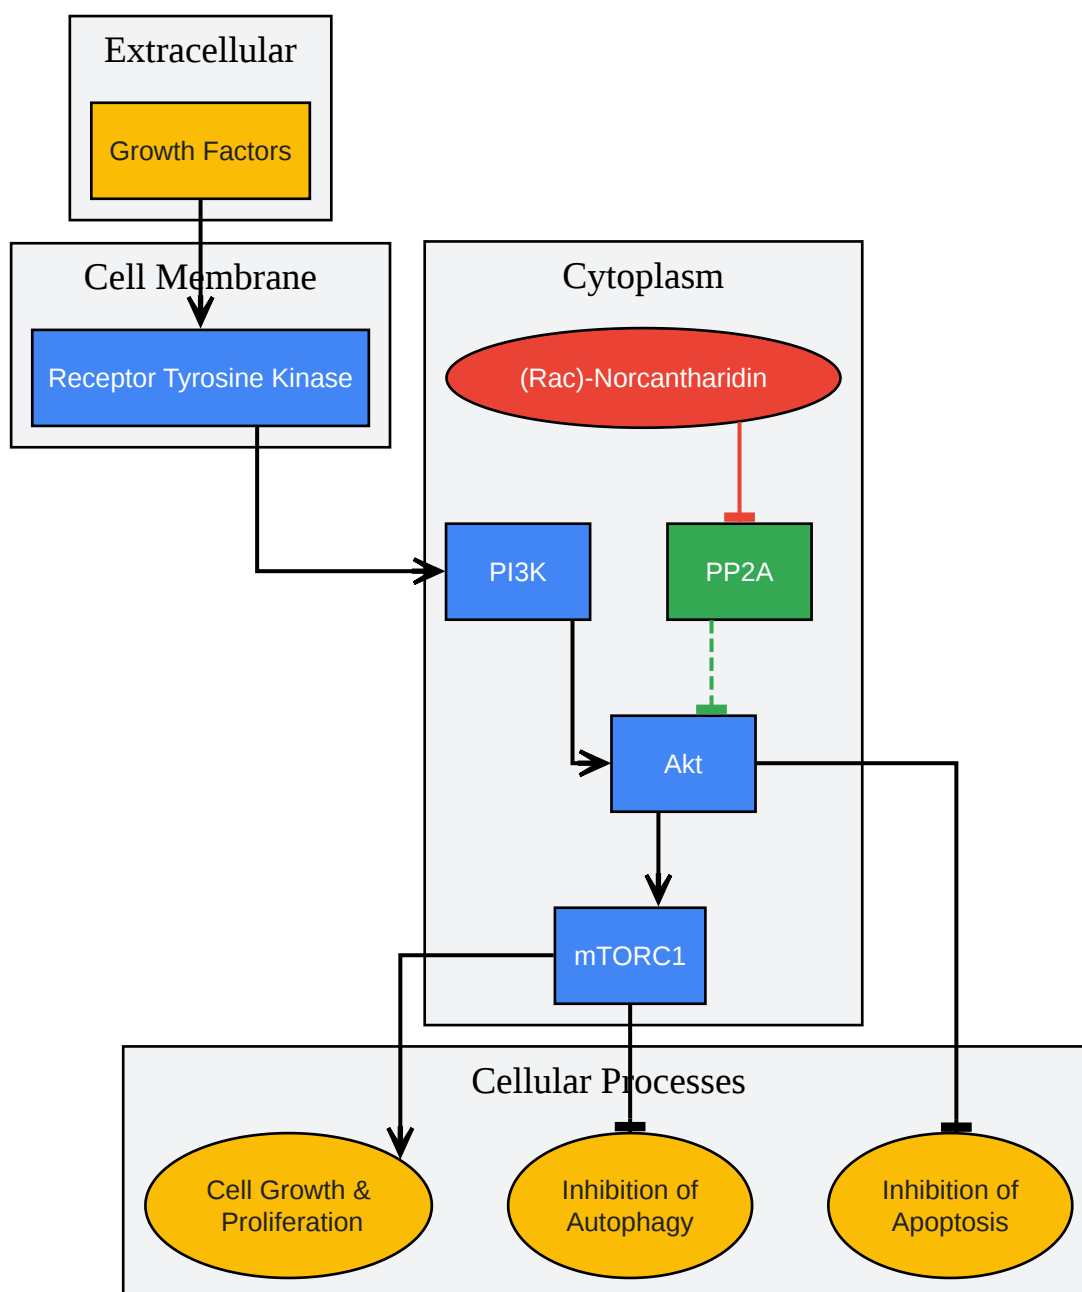 Extracellular
Growth Factors
Cell Membrane
Receptor Tyrosine Kinase
Cytoplasm
(Rac)-Norcantharidin
PI3K
PP2A
Akt
mTORC1
Cellular Processes
Cell Growth &
Proliferation
Inhibition of
Autophagy
Inhibition of
Apoptosis